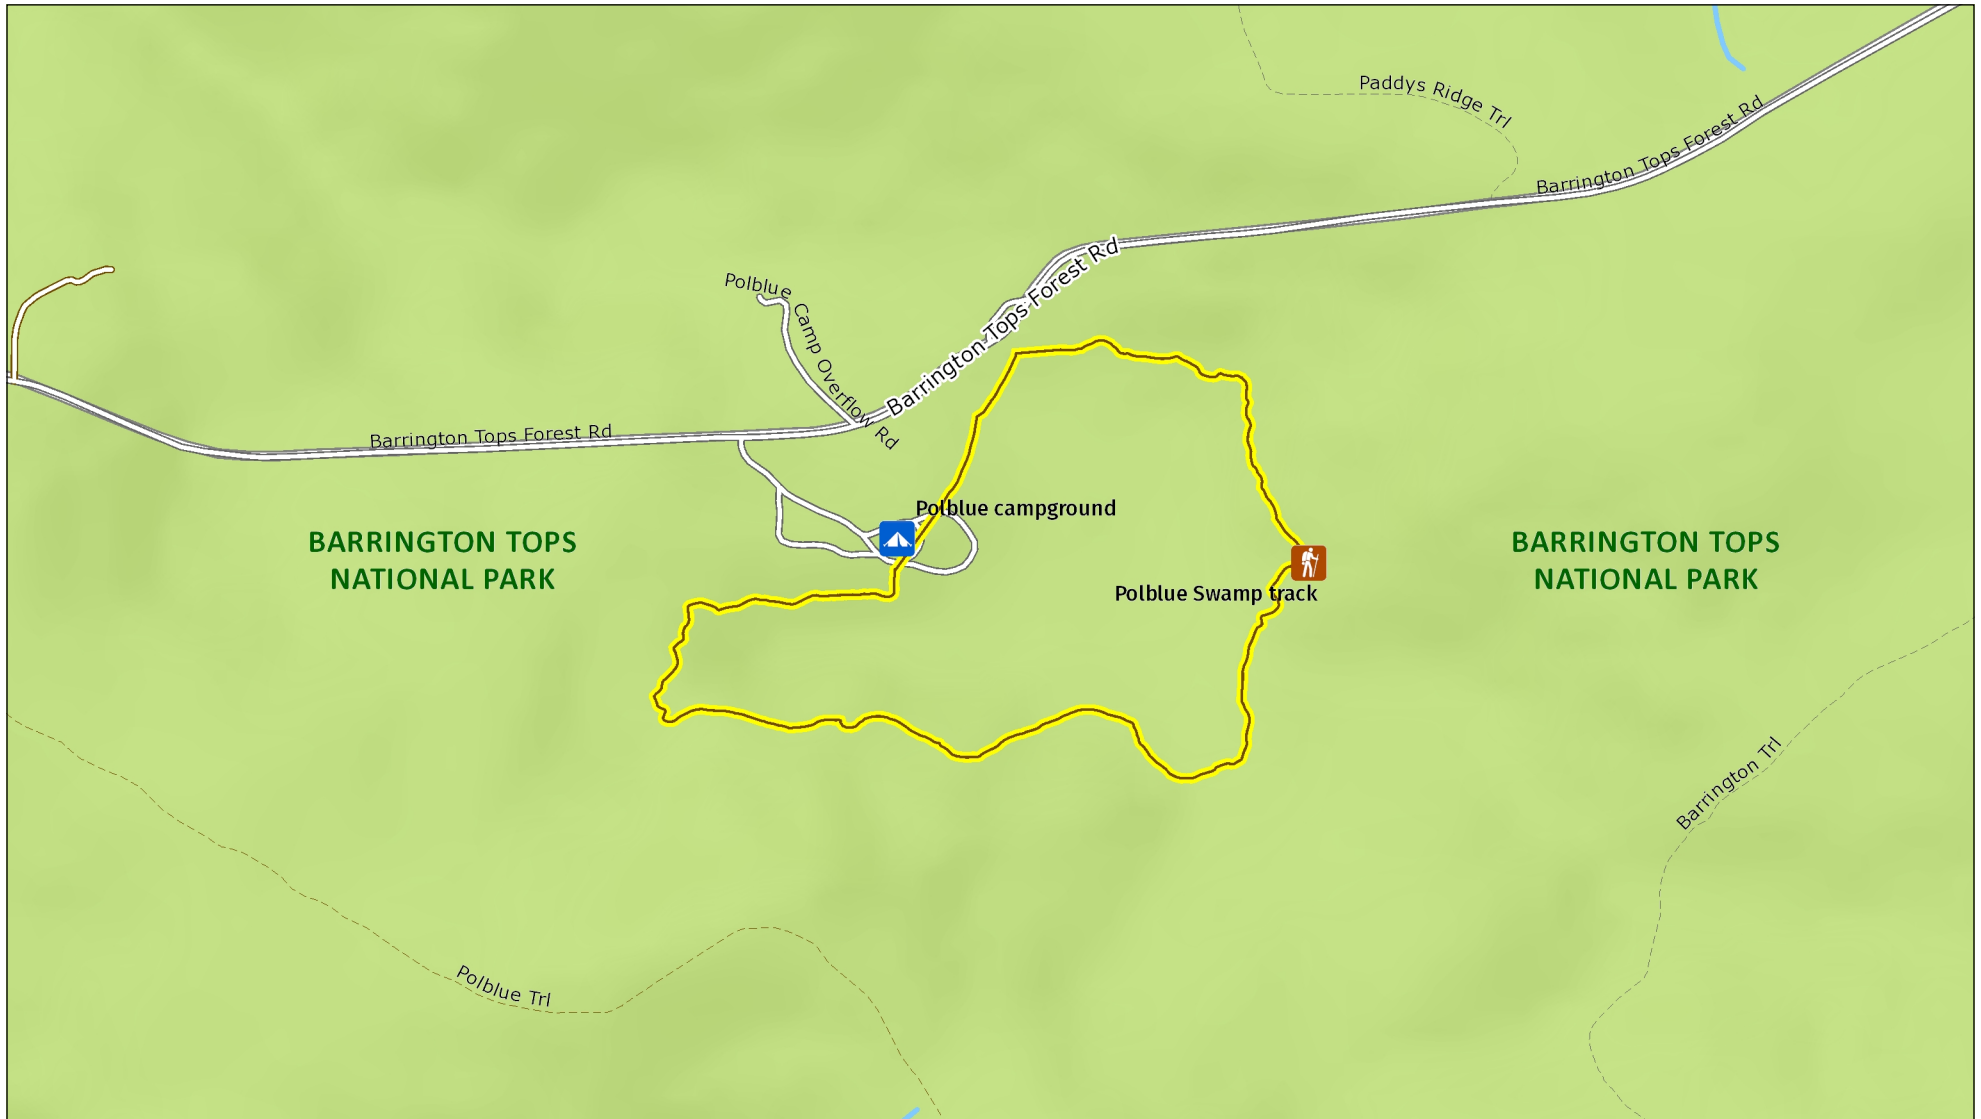 Paddys Ridge Trl
Barrington Tops Forest Rd
Barrington Tops Forest Rd
Polblue Camp Overflow Rd
Barrington Tops Forest Rd
Polblue campground
BARRINGTON TOPS
NATIONAL PARK
BARRINGTON TOPS
NATIONAL PARK
Polblue Swamp track
Barrington Trl
Polblue Trl